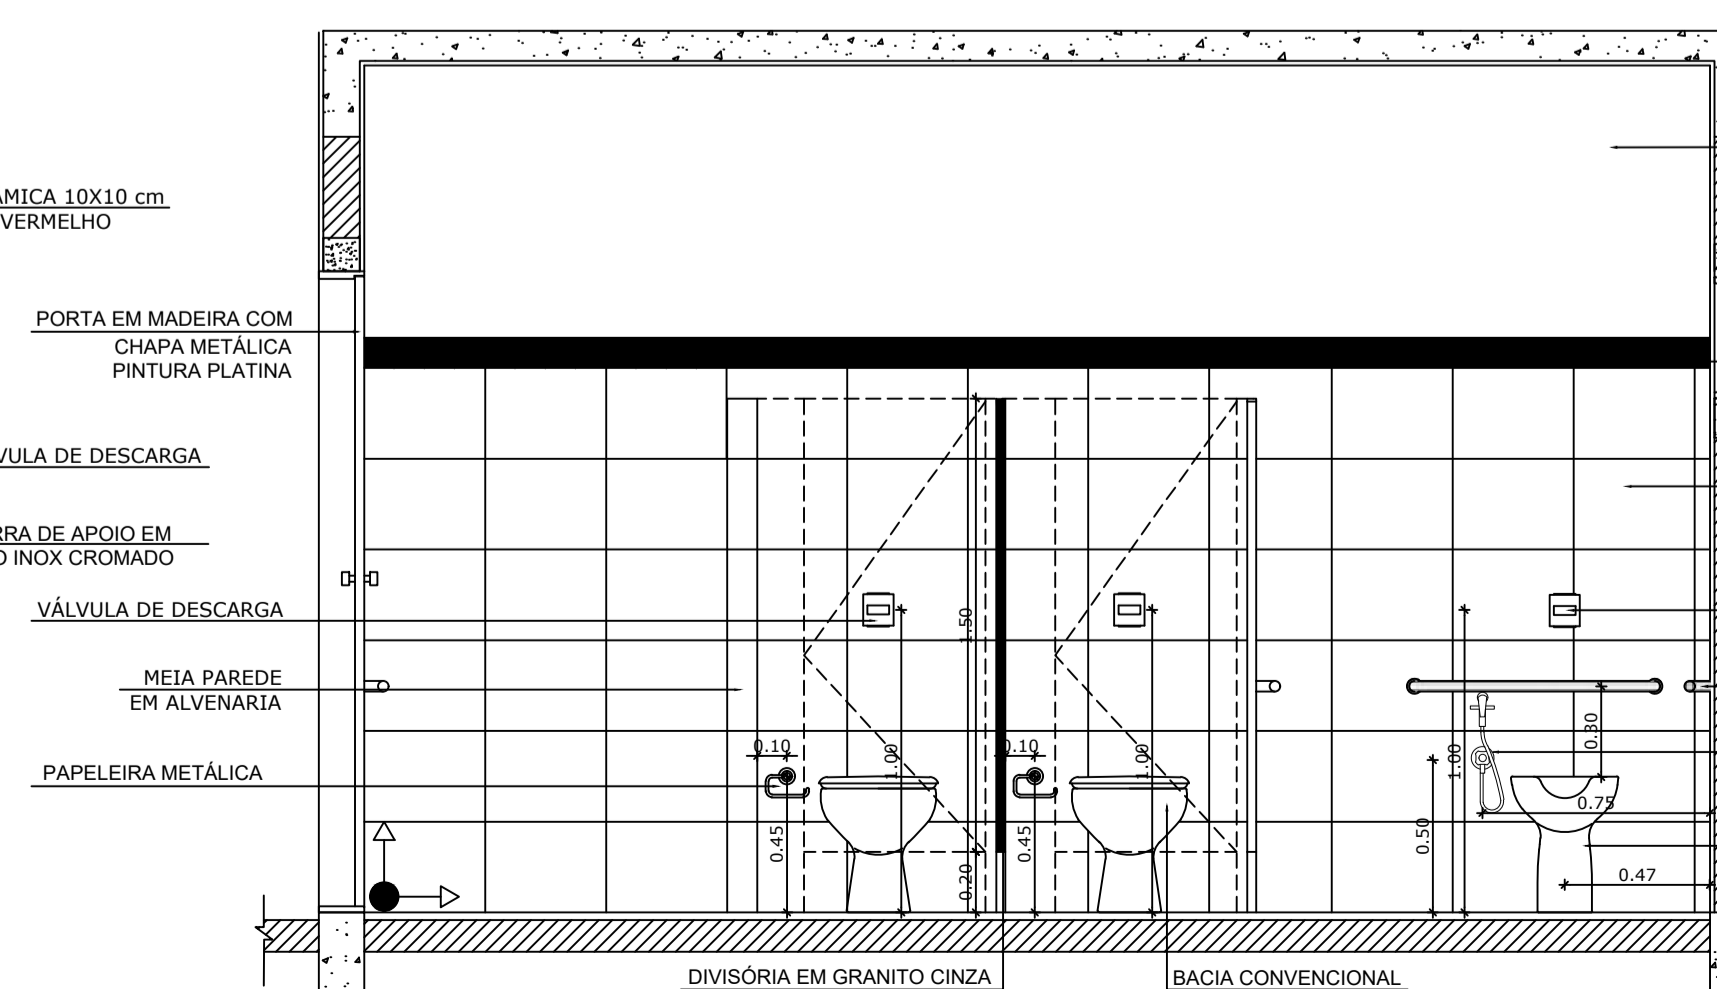 ÂMICA 10X10 cm
VERMELHO
PORTA EM MADEIRA COM
CHAPA METÁLICA
PINTURA PLATINA
VULA DE DESCARGA
RRA DE APOIO EM
O INOX CROMADO
VÁLVULA DE DESCARGA
MEIA PAREDE
EM ALVENARIA
PAPELEIRA METÁLICA
1.50
0.10
1.00
0.10
1.00
1.00
0.30
0.75
0.45
0.20
0.45
0.50
0.47
DIVISÓRIA EM GRANITO CINZA
BACIA CONVENCIONAL